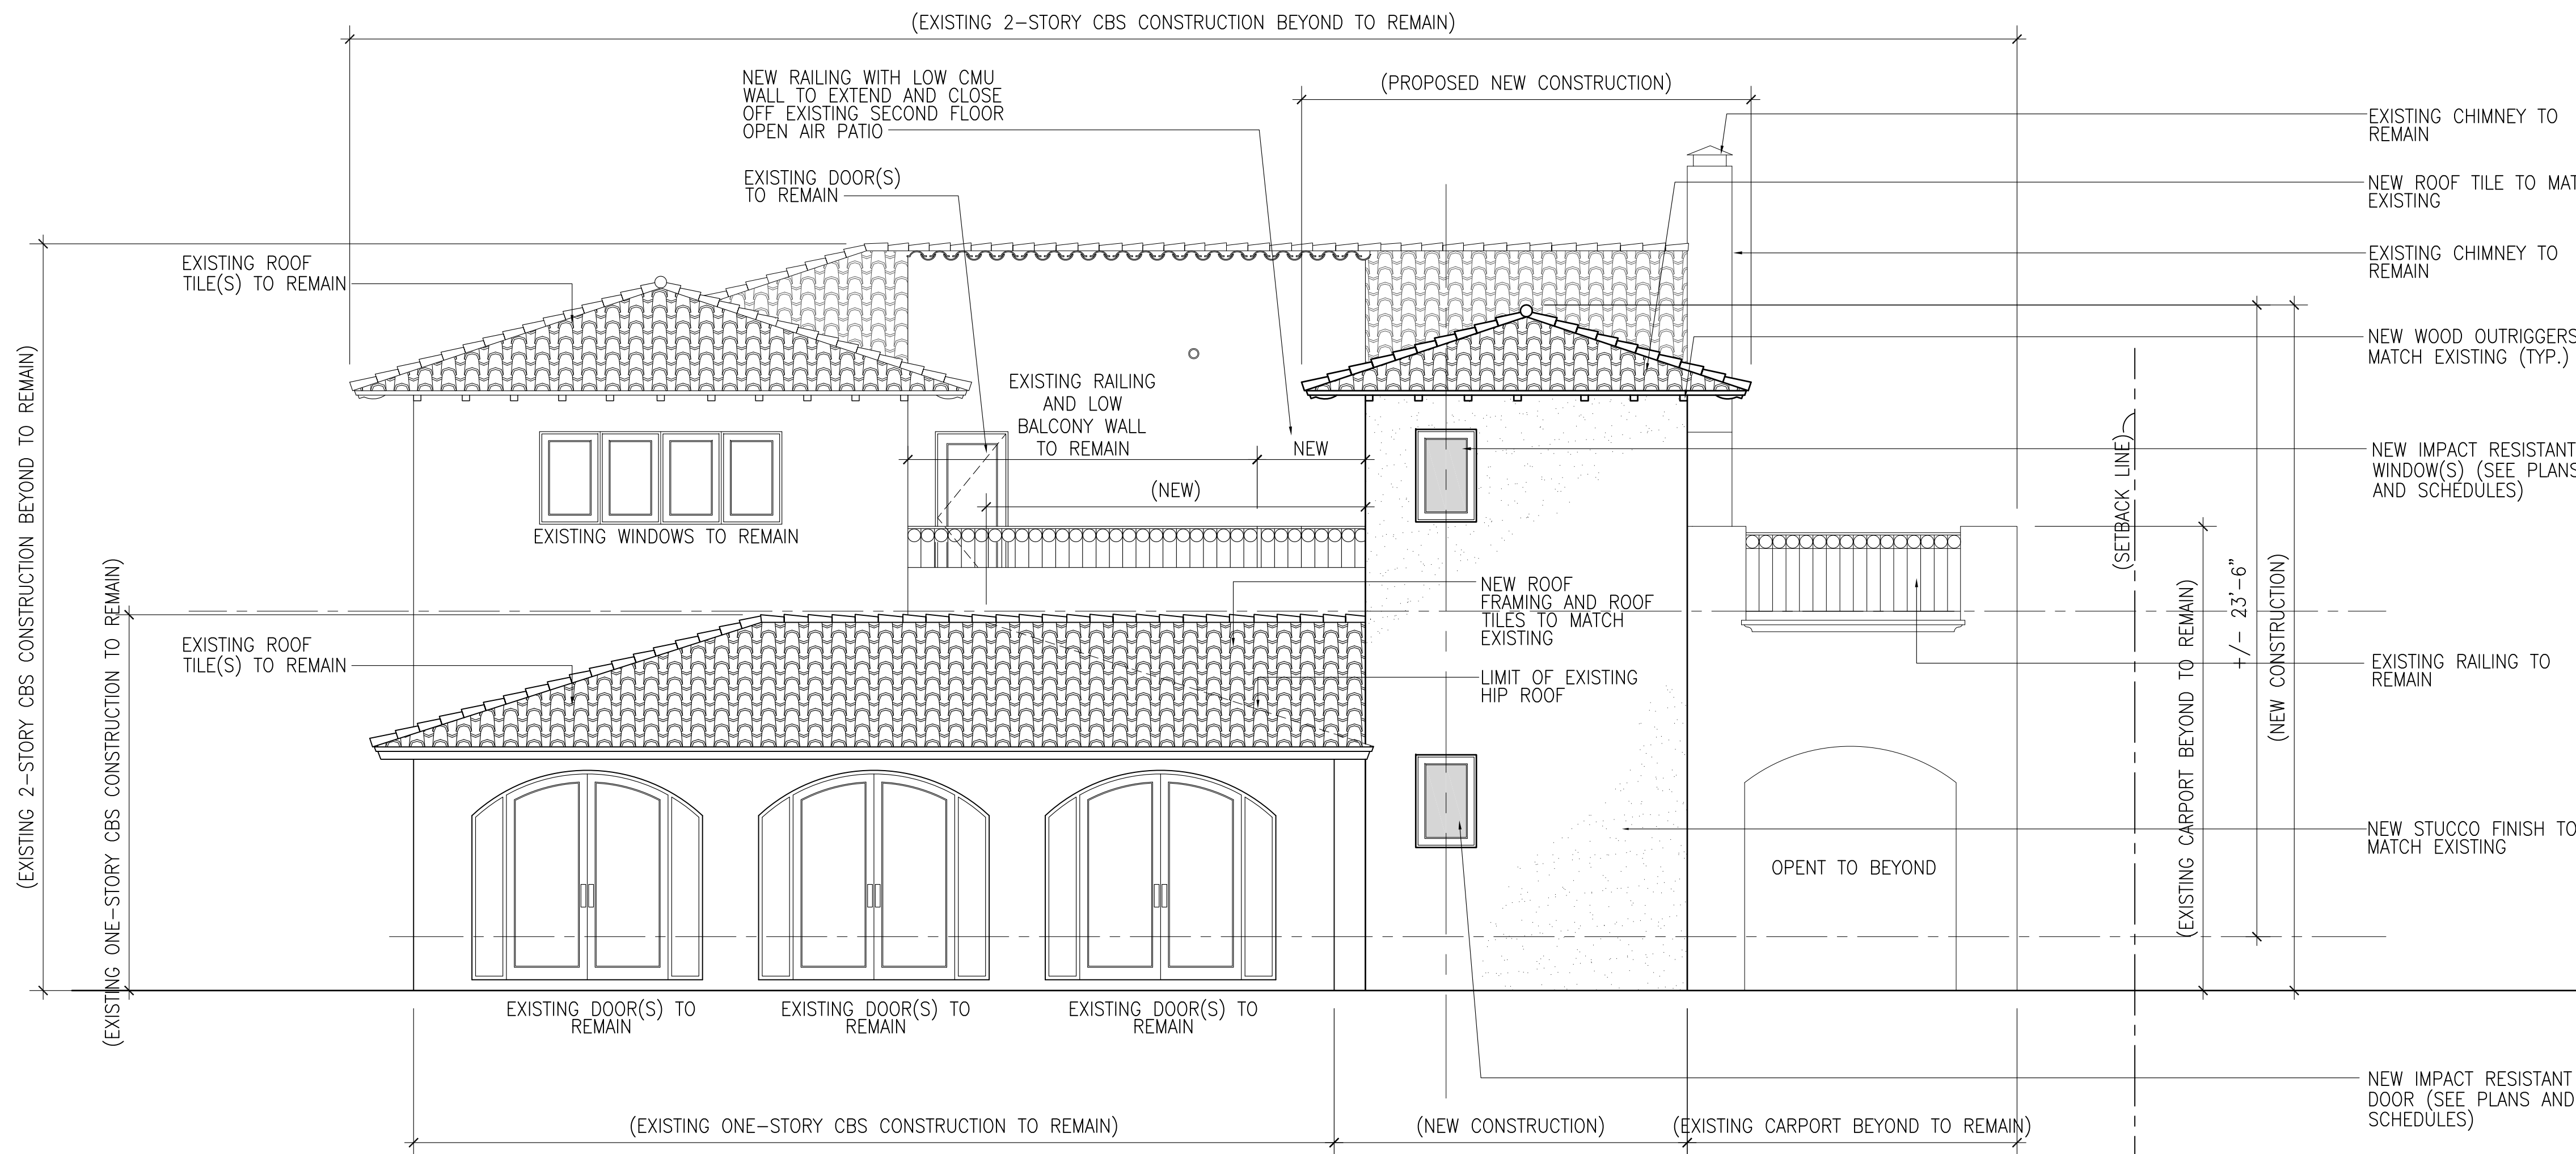 (EXISTING 2-STORY CBS CONSTRUCTION BEYOND TO REMAIN)
NEW RAILING WITH LOW CMU
WALL TO EXTEND AND CLOSE
OFF EXISTING SECOND FLOOR
OPEN AIR PATIO
(PROPOSED NEW CONSTRUCTION)
EXISTING CHIMNEY TO
REMAIN
EXISTING DOOR(S)
TO REMAIN
NEW ROOF TILE TO MAT
EXISTING
EXISTING ROOF
TILE(S) TO REMAIN
EXISTING CHIMNEY TO
REMAIN
NEW WOOD OUTRIGGERS
MATCH EXISTING (TYP.)
EXISTING RAILING
AND LOW
BALCONY WALL
TO REMAIN
NEW
(NEW)
NEW IMPACT RESISTANT
WINDOW(S) (SEE PLANS
AND SCHEDULES)
(SETBACK LINE)
EXISTING WINDOWS TO REMAIN
(EXISTING 2-STORY CBS CONSTRUCTION BEYOND TO REMAIN)
(EXISTING ONE-STORY CBS CONSTRUCTION TO REMAIN)
NEW ROOF
FRAMING AND ROOF
TILES TO MATCH
EXISTING
EXISTING ROOF
TILE(S) TO REMAIN
LIMIT OF EXISTING
HIP ROOF
(EXISTING CARPORT BEYOND TO REMAIN)
+/- 23'-6"
(NEW CONSTRUCTION)
EXISTING RAILING TO
REMAIN
NEW STUCCO FINISH TO
MATCH EXISTING
OPENT TO BEYOND
EXISTING DOOR(S) TO
REMAIN
EXISTING DOOR(S) TO
REMAIN
EXISTING DOOR(S) TO
REMAIN
NEW IMPACT RESISTANT
DOOR (SEE PLANS AND
SCHEDULES)
(EXISTING ONE-STORY CBS CONSTRUCTION TO REMAIN)
(NEW CONSTRUCTION)
(EXISTING CARPORT BEYOND TO REMAIN)